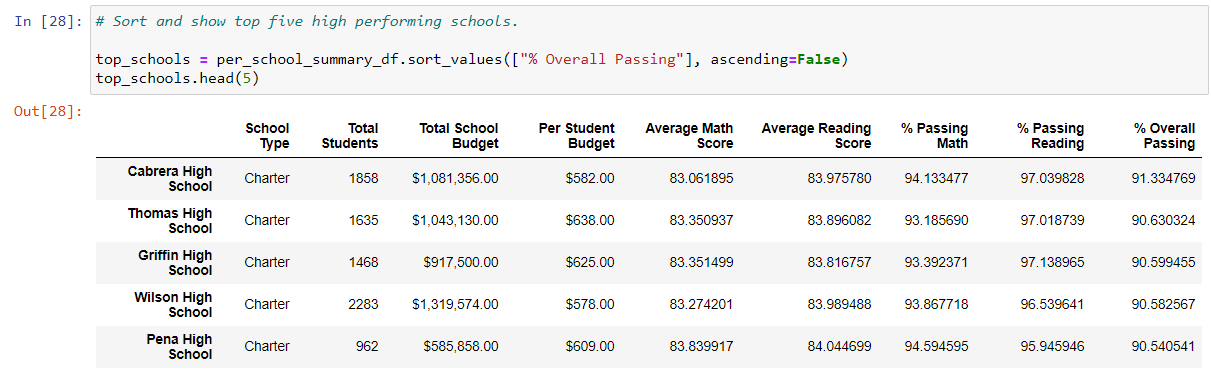 In [28]: # Sort and show top five high performing schools.
top_schools = per_school_summary_df.sort_values(["% Overall Passing"], ascending=False)
top_schools.head(5)
Out[28]:
School Type Total Students Total School Budget Per Student Budget Average Math Score Average Reading Score % Passing Math % Passing Reading % Overall Passing
Cabrera High School Charter 1858 $1,081,356.00 $582.00 83.061895 83.975780 94.133477 97.039828 91.334769
Thomas High School Charter 1635 $1,043,130.00 $638.00 83.350937 83.896082 93.185690 97.018739 90.630324
Griffin High School Charter 1468 $917,500.00 $625.00 83.351499 83.816757 93.392371 97.138965 90.599455
Wilson High School Charter 2283 $1,319,574.00 $578.00 83.274201 83.989488 93.867718 96.539641 90.582567
Pena High School Charter 962 $585,858.00 $609.00 83.839917 84.044699 94.594595 95.945946 90.540541